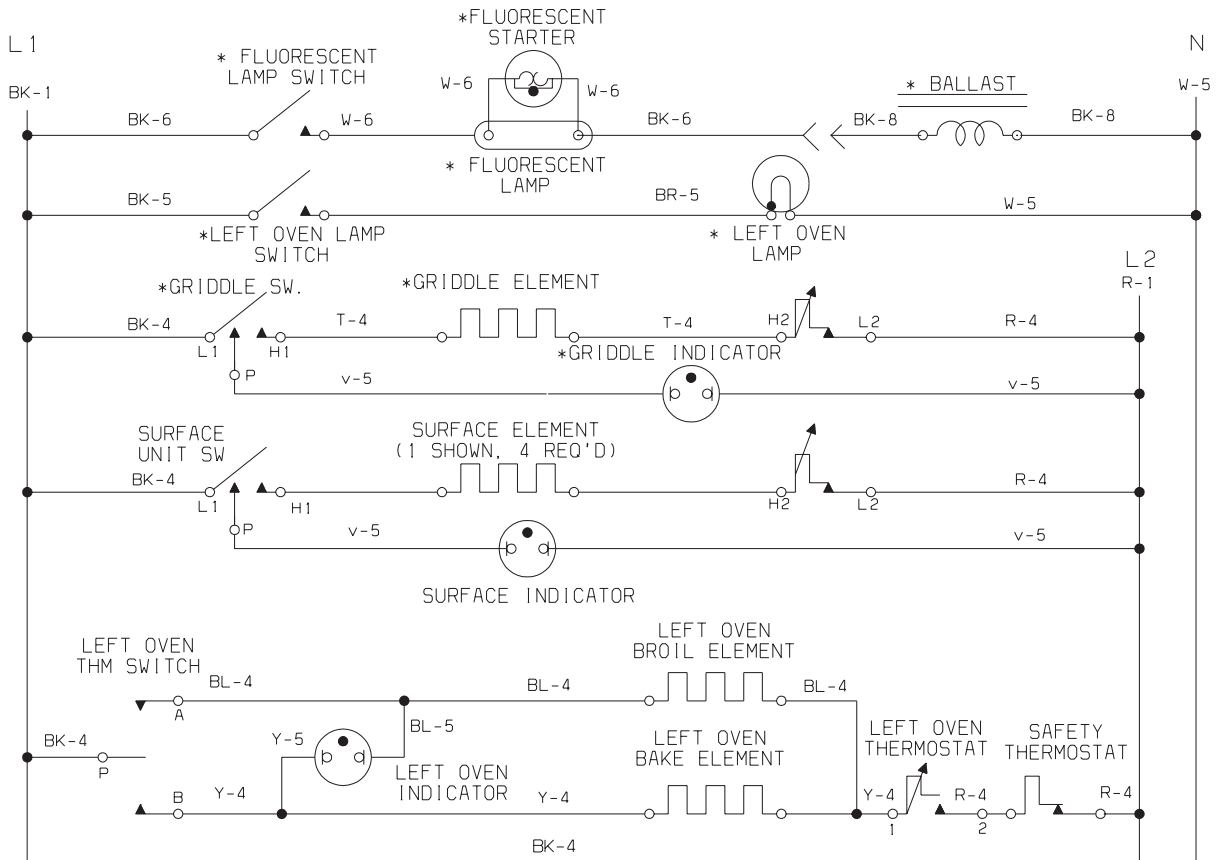 *FLUORESCENT
STARTER
L1
N
* FLUORESCENT
LAMP SWITCH
* BALLAST
W-6
W-6
BK-1
W-5
BK-6
W-6
BK-6
BK-8
BK-8
* FLUORESCENT
LAMP
BK-5
BR-5
W-5
*LEFT OVEN LAMP
SWITCH
* LEFT OVEN
LAMP
L2
R-1
*GRIDDLE SW.
*GRIDDLE ELEMENT
BK-4
T-4
T-4
H2
L2
R-4
L1
H1
*GRIDDLE INDICATOR
P
v-5
v-5
SURFACE
UNIT SW
SURFACE ELEMENT
(1 SHOWN, 4 REQ'D)
BK-4
R-4
L1
H1
H2
L2
P
v-5
v-5
SURFACE INDICATOR
LEFT OVEN
THM SWITCH
LEFT OVEN
BROIL ELEMENT
BL-4
BL-4
BL-4
A
BL-5
BK-4
P
Y-5
LEFT OVEN
INDICATOR
LEFT OVEN
BAKE ELEMENT
LEFT OVEN
THERMOSTAT
SAFETY
THERMOSTAT
B
Y-4
Y-4
Y-4
R-4
R-4
1
2
BK-4